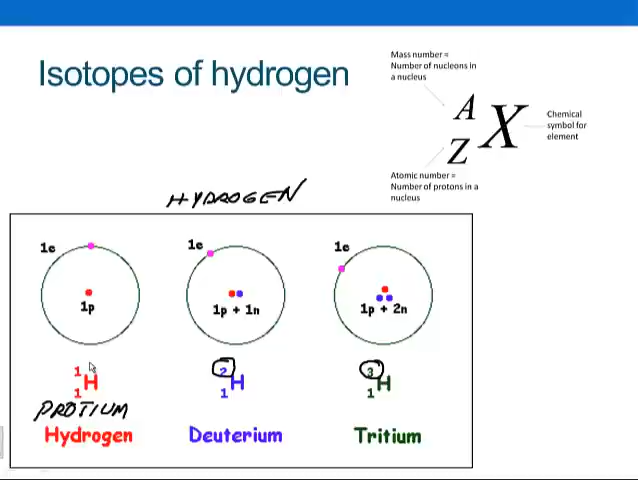 Isotopes of hydrogen
Mass number =
Number of nucleons in
a nucleus
A
Z
X
Chemical
symbol for
element
Atomic number =
Number of protons in a
nucleus
HYDROGEN
1e
1e
1e
1p
1p + 1n
1p + 2n
1
1
H
2
1
H
3
1
H
PROTIUM
Hydrogen
Deuterium
Tritium